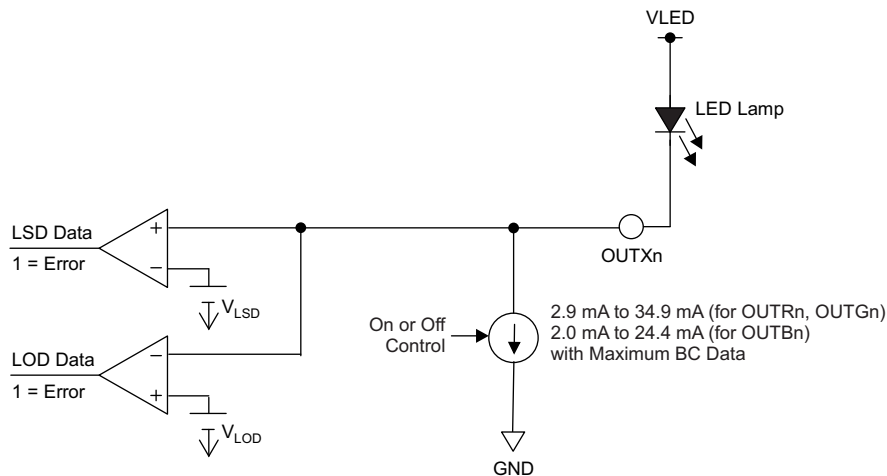 VLED
LED Lamp
OUTXn
LSD Data
1 = Error
+
−
VLSD
LOD Data
1 = Error
−
+
VLOD
On or Off
Control
2.9 mA to 34.9 mA (for OUTRn, OUTGn)
2.0 mA to 24.4 mA (for OUTBn)
with Maximum BC Data
GND